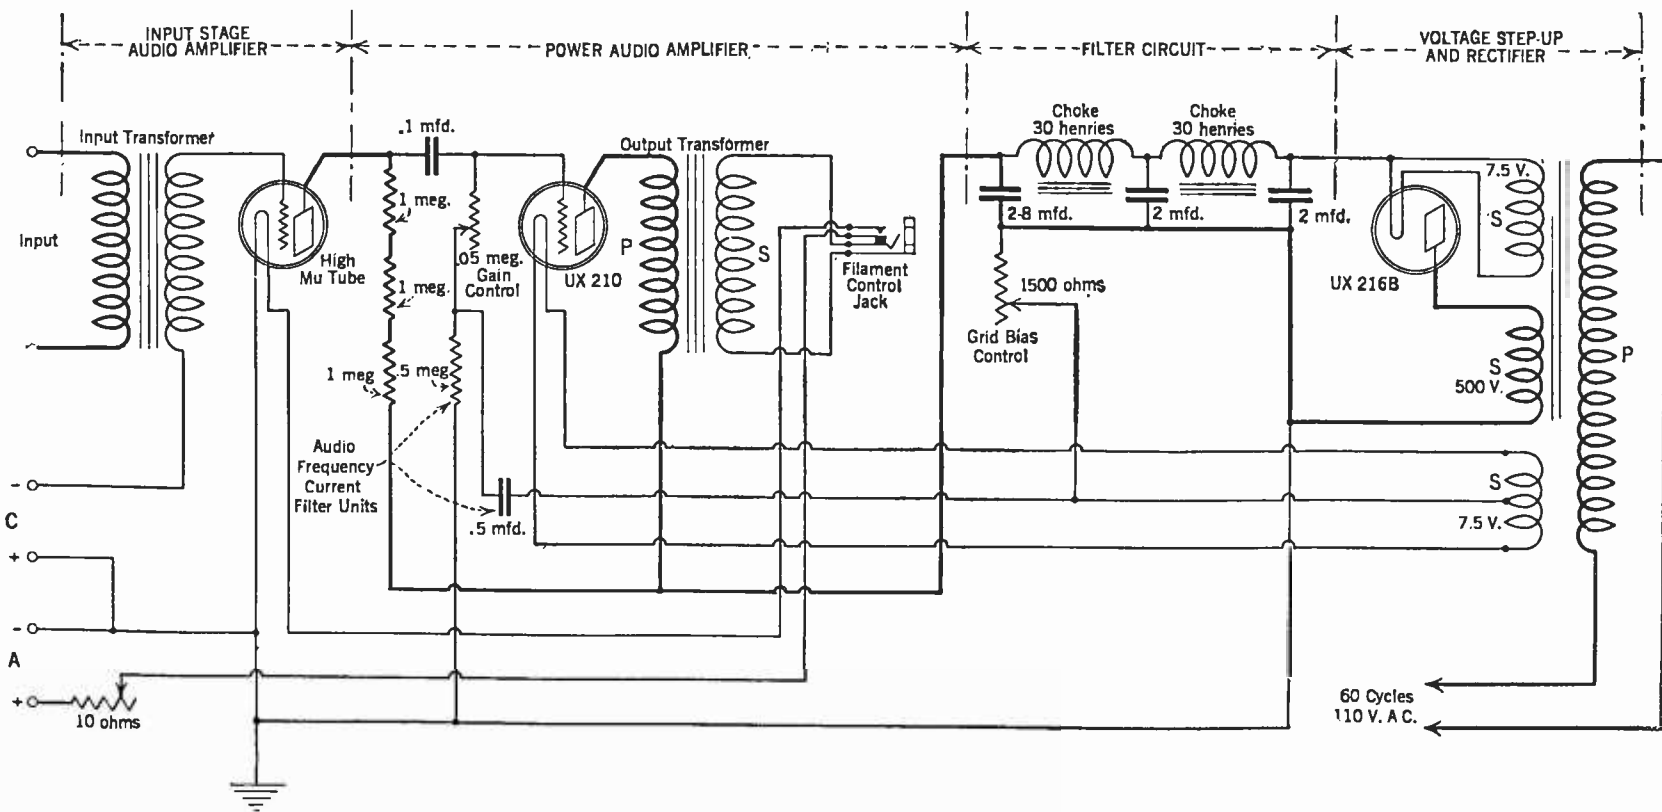 INPUT STAGE
AUDIO AMPLIFIER
POWER AUDIO AMPLIFIER
FILTER CIRCUIT
VOLTAGE STEP-UP
AND RECTIFIER
Input Transformer
.1 mfd.
Output Transformer
Choke
30 henries
Choke
30 henries
7.5 V.
S
1 meg.
2-8 mfd.
2 mfd.
2 mfd.
Input
High
Mu Tube
.05 meg.
Gain
Control
UX 210
P
S
Filament
Control
Jack
1500 ohms
Grid Bias
Control
UX 216B
1 meg.
1 meg
.5 meg.
S
500 V.
P
Audio
Frequency
Current
Filter Units
.5 mfd.
S
7.5 V.
-
C
+
-
A
+
10 ohms
60 Cycles
110 V. A C.